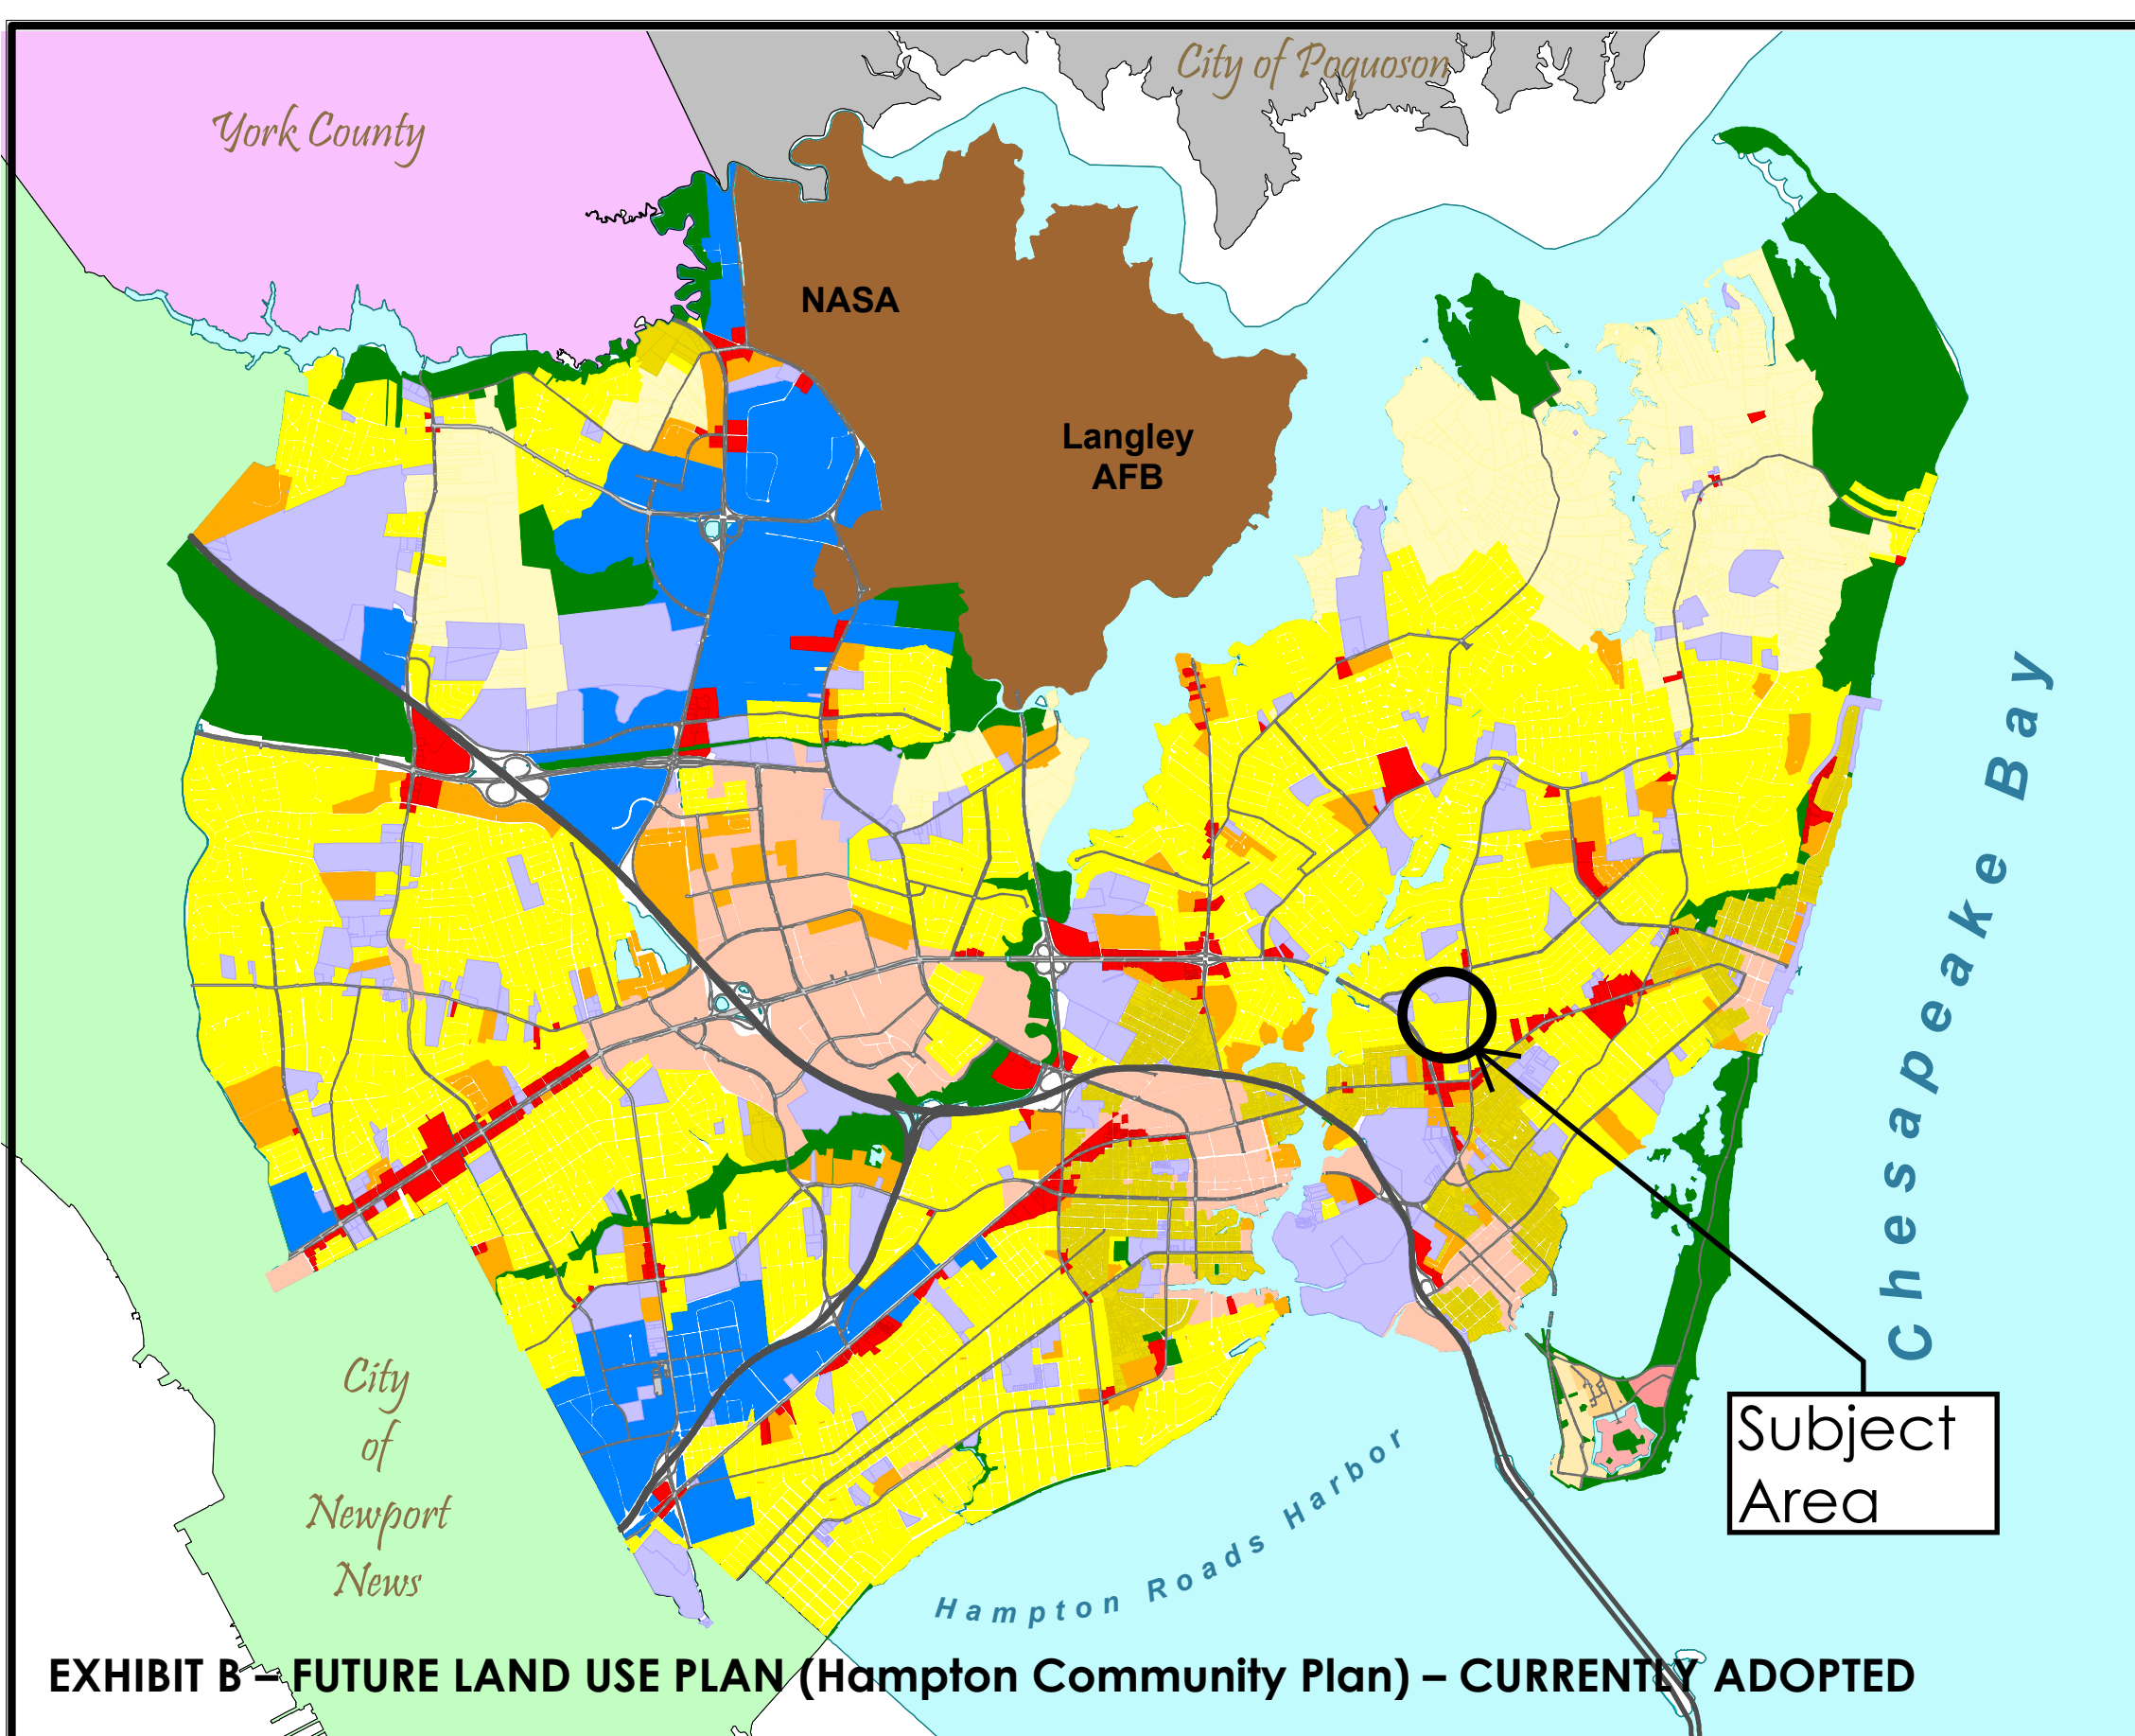 City of Poquoson
York County
NASA
Langley
AFB
Chesapeake Bay
City
of
Newport
News
Subject
Area
Hampton Roads Harbor
EXHIBIT B – FUTURE LAND USE PLAN (Hampton Community Plan) – CURRENTLY ADOPTED